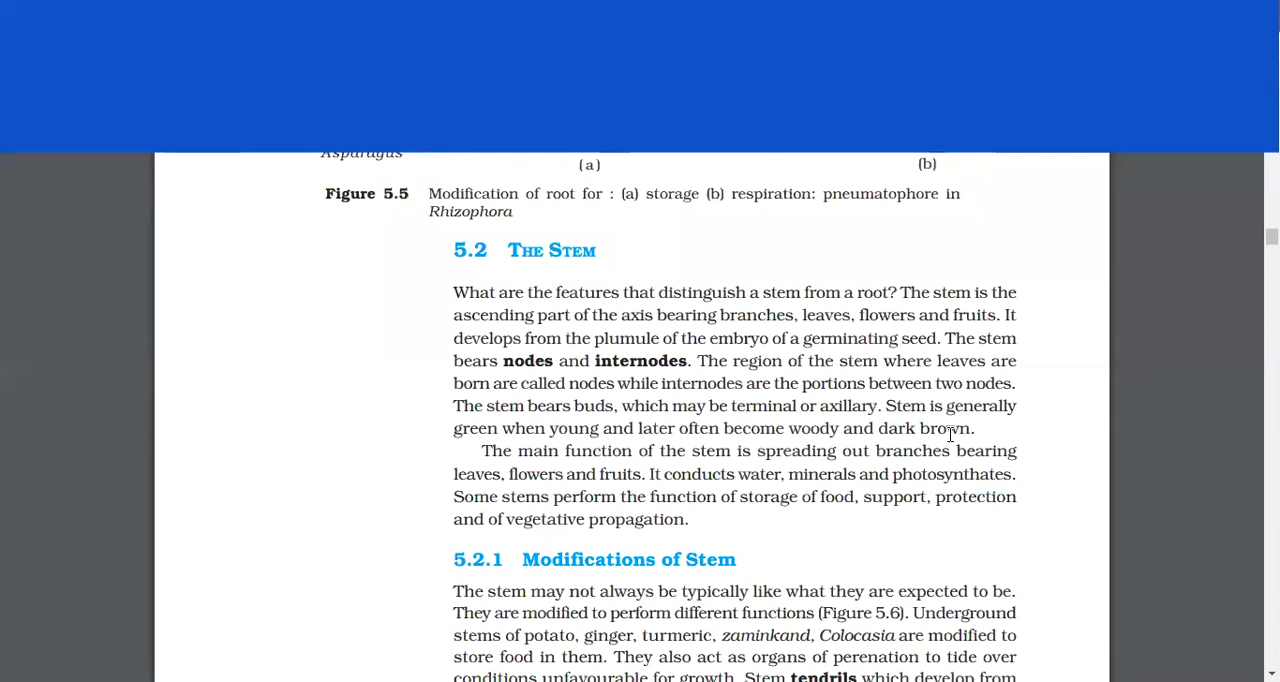 Asparagus
(a)
(b)
Figure 5.5 Modification of root for : (a) storage (b) respiration: pneumatophore in
Rhizophora
5.2 THE STEM
What are the features that distinguish a stem from a root? The stem is the
ascending part of the axis bearing branches, leaves, flowers and fruits. It
develops from the plumule of the embryo of a germinating seed. The stem
bears nodes and internodes. The region of the stem where leaves are
born are called nodes while internodes are the portions between two nodes.
The stem bears buds, which may be terminal or axillary. Stem is generally
green when young and later often become woody and dark brown.
The main function of the stem is spreading out branches bearing
leaves, flowers and fruits. It conducts water, minerals and photosynthates.
Some stems perform the function of storage of food, support, protection
and of vegetative propagation.
5.2.1 Modifications of Stem
The stem may not always be typically like what they are expected to be.
They are modified to perform different functions (Figure 5.6). Underground
stems of potato, ginger, turmeric, zaminkand, Colocasia are modified to
store food in them. They also act as organs of perenation to tide over
conditions unfavourable for growth. Stem tendrils which develop from